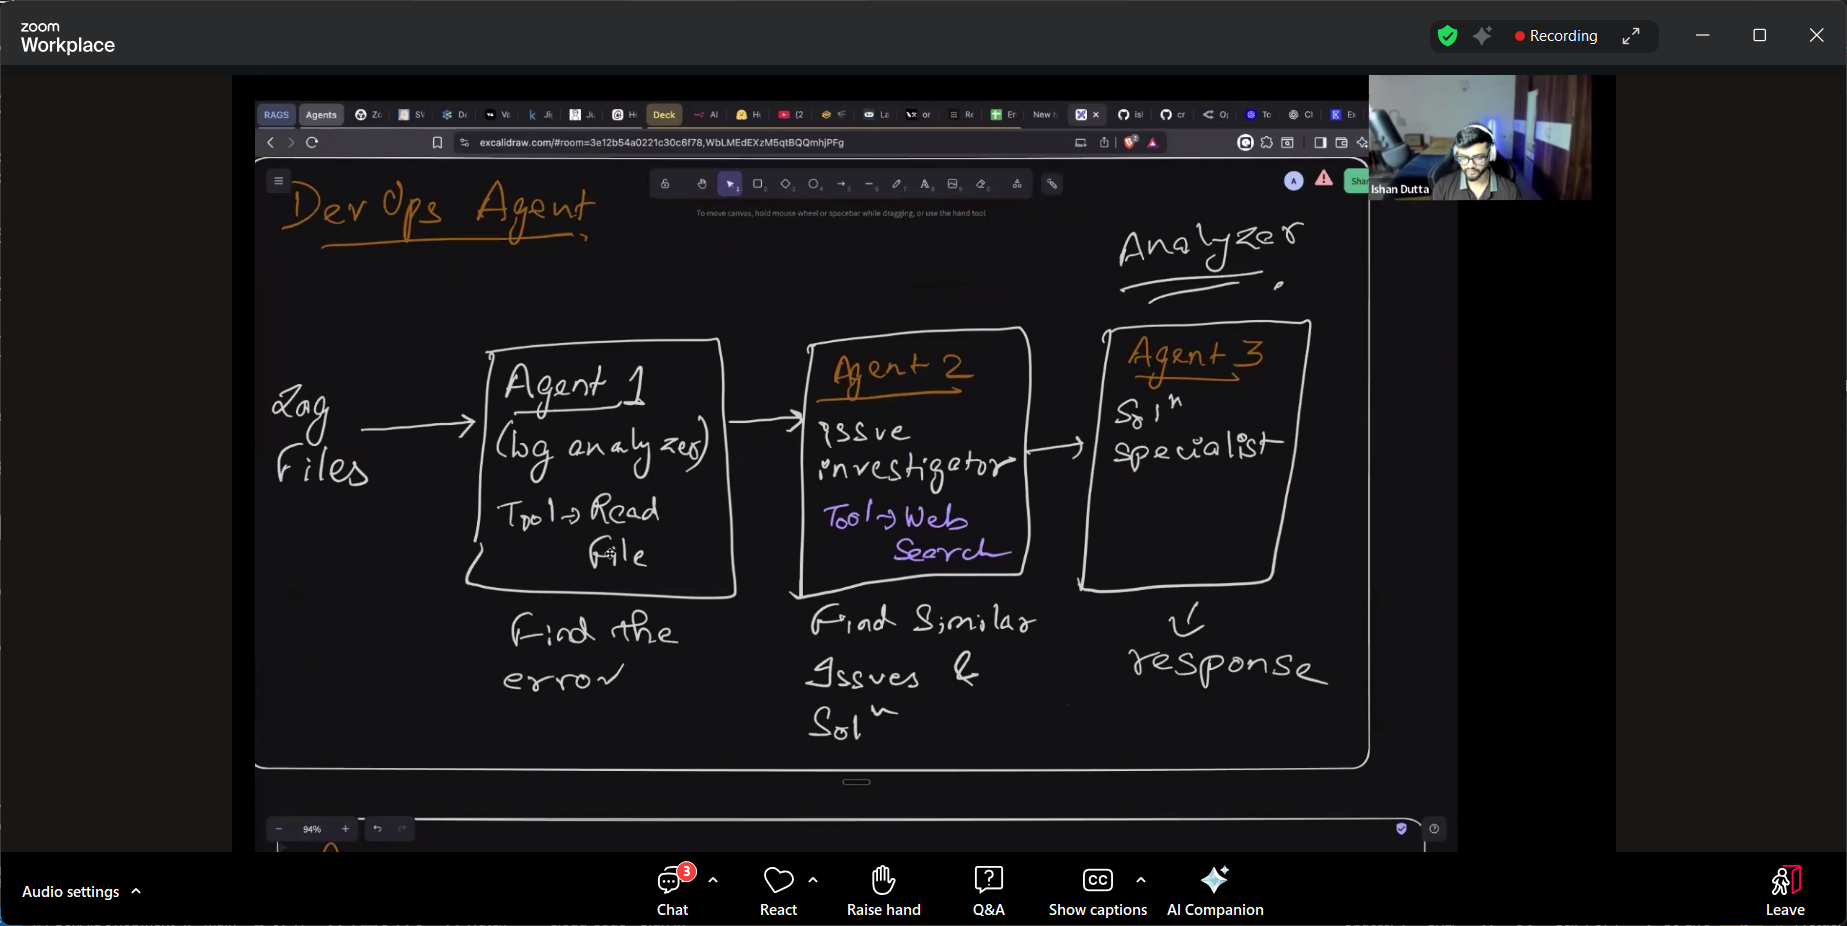 zoom
Workplace
Recording
RAGS
Agents
Deck
excalidraw.com/#room=3e12b54a0221c30c6f78,WbLMEdEXzM5qtBQQmhjPFg
To move canvas, hold mouse wheel or spacebar while dragging, or use the hand tool
A
Ishan Dutta
DevOps Agent
Analyzer
Log
Files
Agent 1
(log analyzer)
Tool → Read
File
Find the
error
Agent 2
issue
investigator
Tool → Web
Search
Find Similar
Issues &
Solⁿ
Agent 3
Solⁿ
specialist
response
94%
Audio settings
3
Chat
React
Raise hand
Q&A
CC
Show captions
AI Companion
Leave